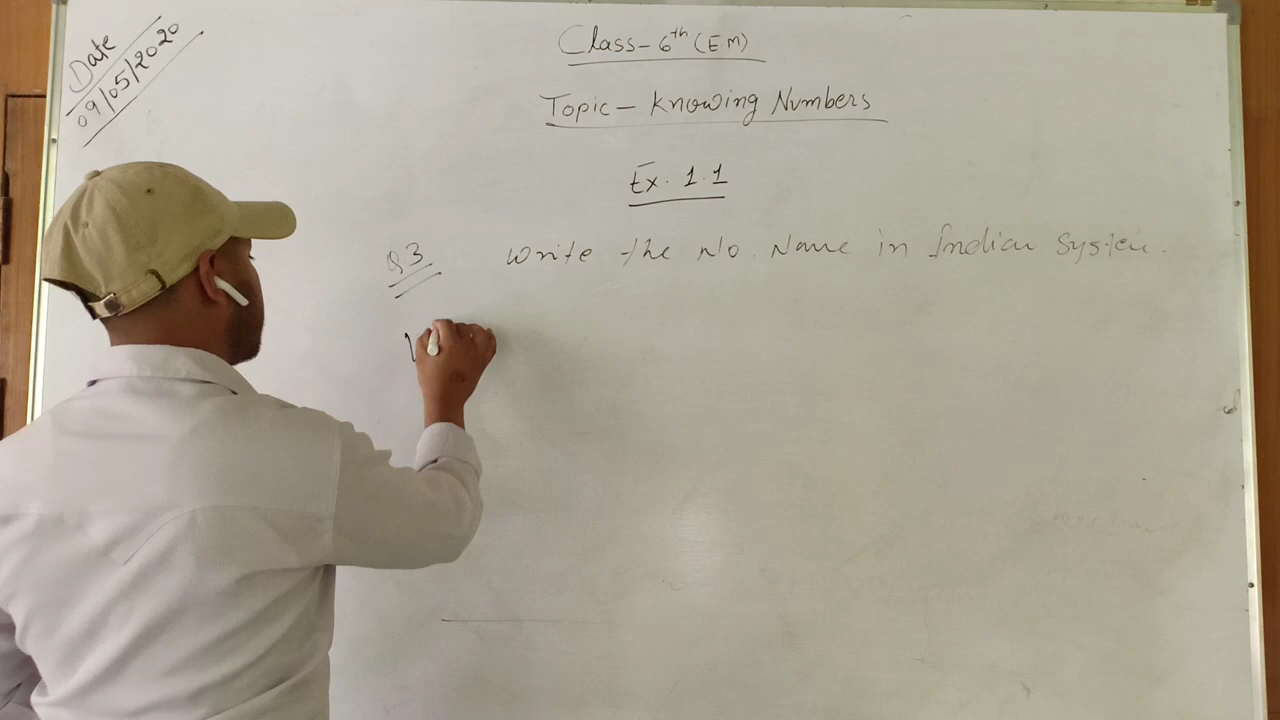 Date
09/05/2020
Class - 6th (E.M)
Topic - Knowing Numbers
Ex. 1.1
Q3 Write the No. Name in Indian System.
1